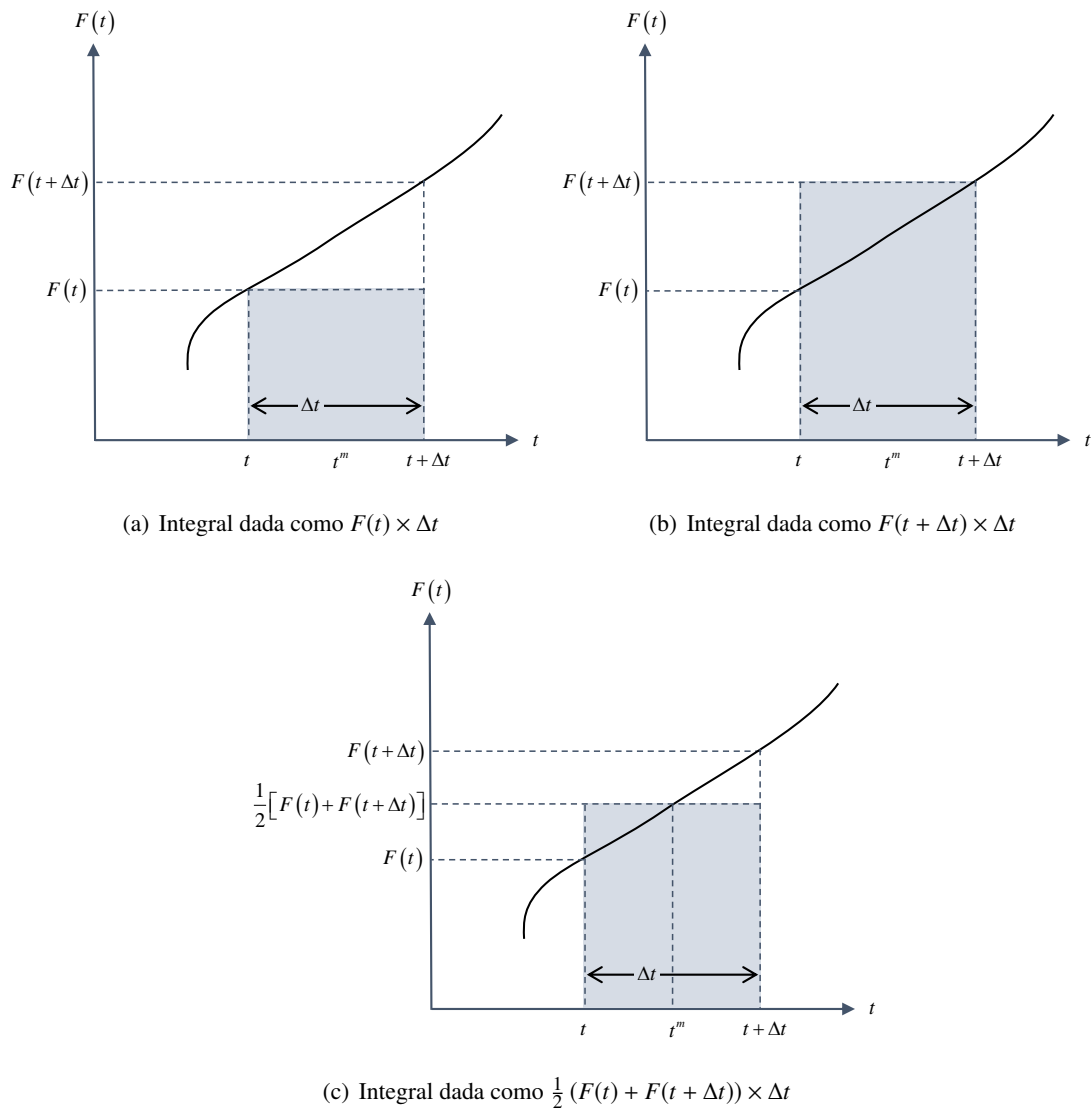 F(t) F(t)
F(t+Δt) F(t+Δt)
F(t) F(t)
Δt Δt
t t
t t^m t+Δt t t^m t+Δt
(a) Integral dada como F(t) × Δt (b) Integral dada como F(t + Δt) × Δt
F(t)
F(t+Δt)
1/2[F(t)+F(t+Δt)]
F(t)
Δt
t
t t^m t+Δt
(c) Integral dada como 1/2 (F(t) + F(t + Δt)) × Δt